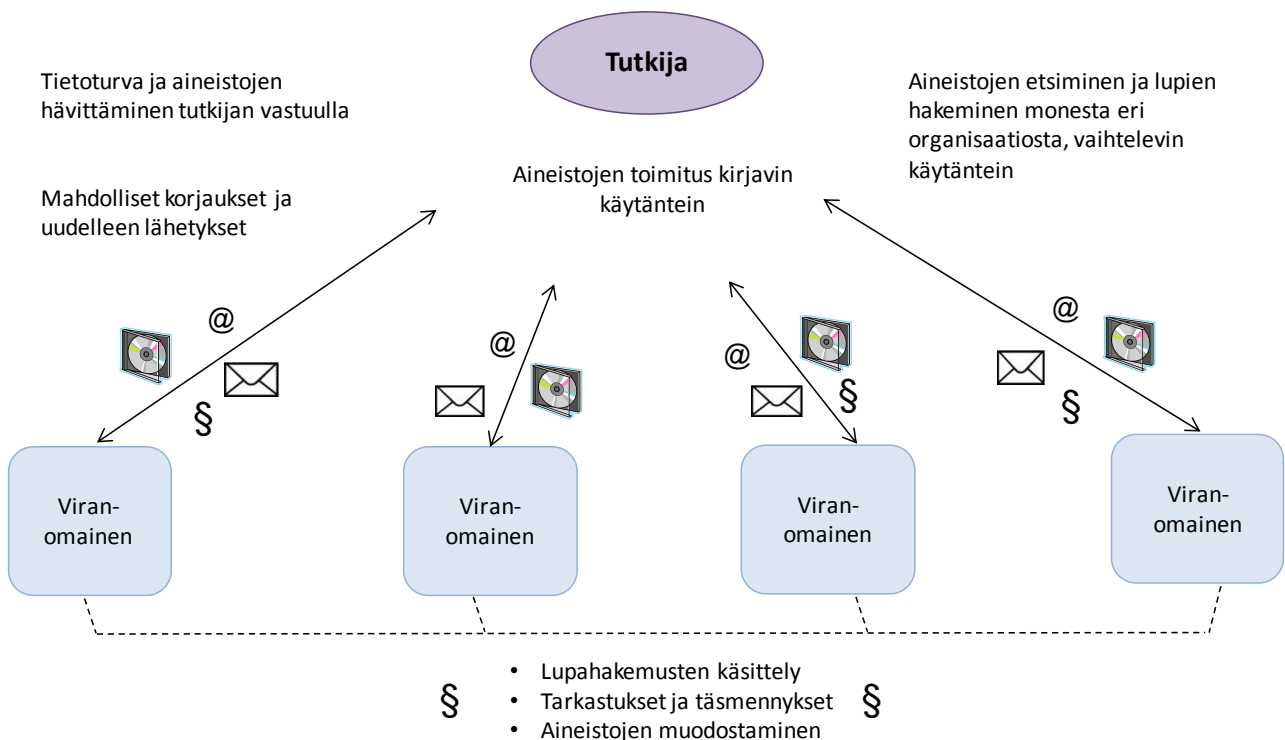 Tutkija
Tietoturva ja aineistojen
hävittäminen tutkijan vastuulla
Mahdolliset korjaukset ja
uudelleen lähetykset
Aineistojen toimitus kirjavin
käytäntein
Aineistojen etsiminen ja lupien
hakeminen monesta eri
organisaatiosta, vaihtelevin
käytäntein
@
§
@
@
§
@
§
Viran-
omainen
Viran-
omainen
Viran-
omainen
Viran-
omainen
§
• Lupahakemusten käsittely
• Tarkastukset ja täsmennykset
• Aineistojen muodostaminen
§